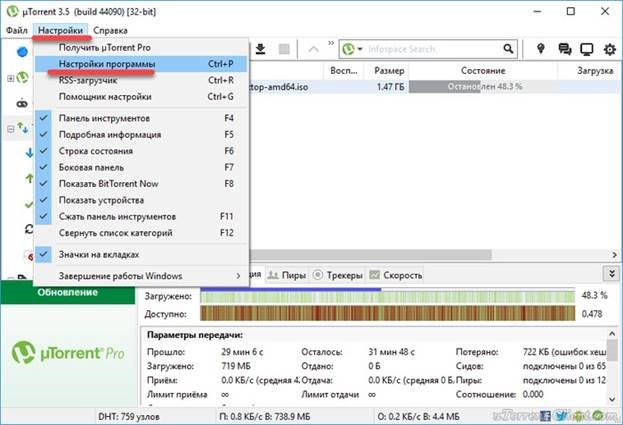 µTorrent 3.5 (build 44090) [32-bit]
Файл Настройки Справка
Получить µTorrent Pro
Настройки программы Ctrl+P
RSS-загрузчик Ctrl+R
Помощник настройки Ctrl+G
Панель инструментов F4
Подробная информация F5
Строка состояния F6
Боковая панель F7
Показать BitTorrent Now F8
Показать устройства
Сжать панель инструментов F11
Свернуть список категорий F12
Значки на вкладках
Завершение работы Windows
Infospace Search
Восп... Размер Состояние Загрузка
top-amd64.iso 1.47 ГБ Остановлен 48.3 %
Пиры Трекеры Скорость
Обновление
µTorrent Pro
Загружено: 48.3 %
Доступно: 0.478
Параметры передачи:
Прошло: 29 мин 6 с Осталось: 31 мин 48 с Потеряно: 722 КБ (ошибок хеш
Загружено: 719 МБ Отдано: 0 Б Сидов: подключены 0 из 65
Приём: 0.0 КБ/с (средняя 42 Отдача: 0.0 КБ/с (средняя 0 Б, Пиров: подключены 0 из 12
Лимит приёма ∞ Лимит отдачи ∞ Соотношение: 0.000
DHT: 759 узлов П: 0.8 КБ/с В: 738.9 МБ О: 0.2 КБ/с В: 4.4 МБ